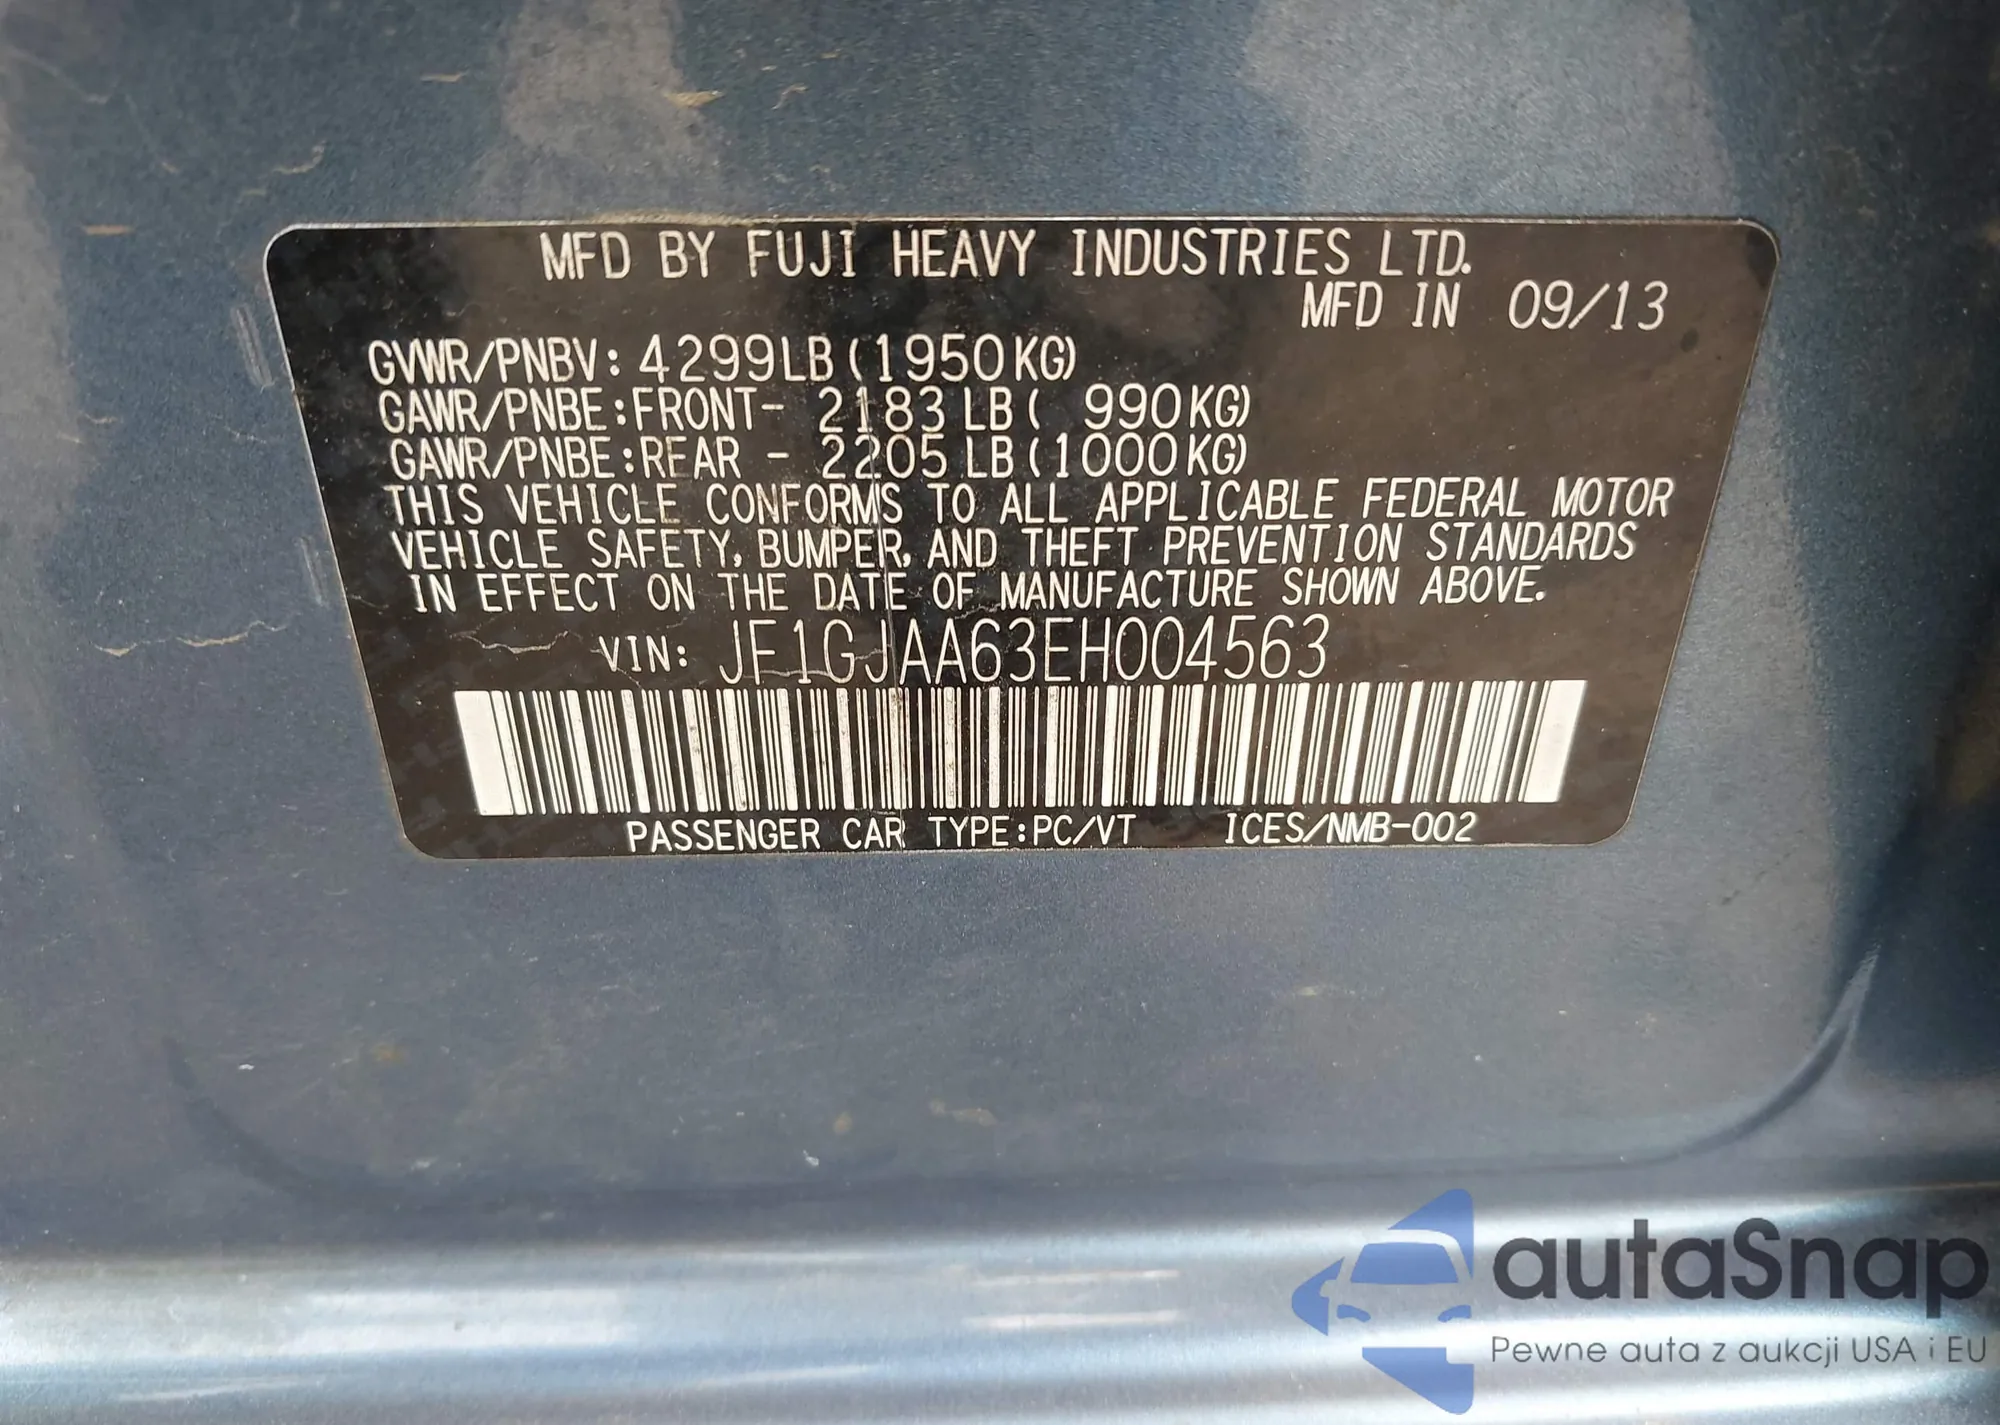 MFD BY FUJI HEAVY INDUSTRIES LTD.
MFD IN 09/13
GVWR/PNBV: 4299LB (1950KG)
GAWR/PNBE:FRONT- 2183 LB ( 990KG)
GAWR/PNBE:REAR - 2205 LB (1000KG)
THIS VEHICLE CONFORMS TO ALL APPLICABLE FEDERAL MOTOR
VEHICLE SAFETY, BUMPER, AND THEFT PREVENTION STANDARDS
IN EFFECT ON THE DATE OF MANUFACTURE SHOWN ABOVE.
VIN: JF1GJAA63EH004563
PASSENGER CAR TYPE:PC/VT ICES/NMB-002
autaSnap
Pewne auta z aukcji USA i EU